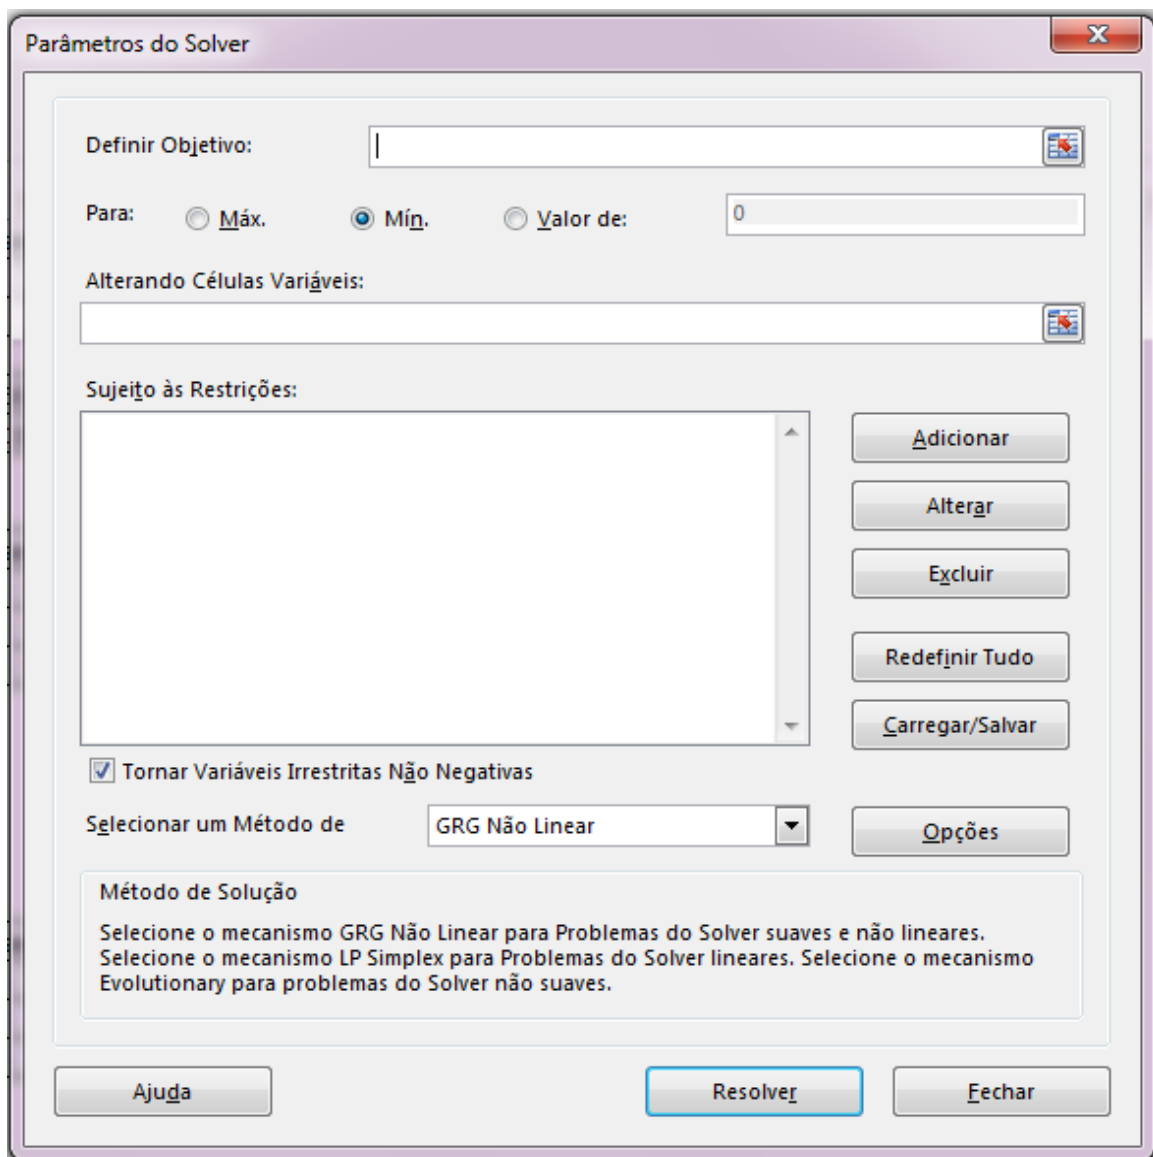 Parâmetros do Solver
Definir Objetivo:
Para: Máx. Mín. Valor de: 0
Alterando Células Variáveis:
Sujeito às Restrições:
Adicionar
Alterar
Excluir
Redefinir Tudo
Carregar/Salvar
Tornar Variáveis Irrestritas Não Negativas
Selecionar um Método de GRG Não Linear Opções
Método de Solução
Selecione o mecanismo GRG Não Linear para Problemas do Solver suaves e não lineares.
Selecione o mecanismo LP Simplex para Problemas do Solver lineares. Selecione o mecanismo
Evolutionary para problemas do Solver não suaves.
Ajuda Resolver Fechar